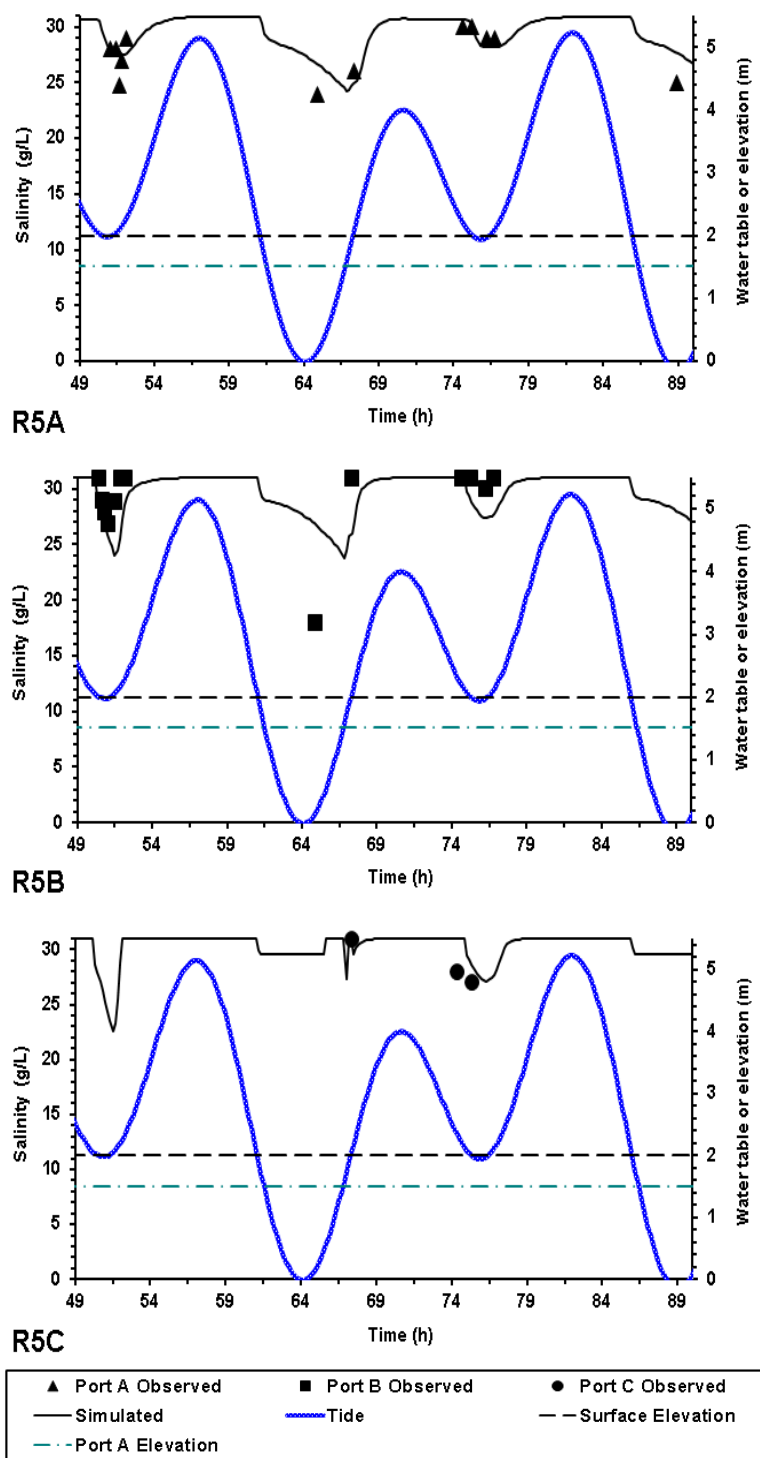 Salinity (g/L)
30
25
20
15
10
5
0
5
4
3
2
1
0
Water table or elevation (m)
49 54 59 64 69 74 79 84 89
Time (h)
R5A
Salinity (g/L)
30
25
20
15
10
5
0
5
4
3
2
1
0
Water table or elevation (m)
49 54 59 64 69 74 79 84 89
Time (h)
R5B
Salinity (g/L)
30
25
20
15
10
5
0
5
4
3
2
1
0
Water table or elevation (m)
49 54 59 64 69 74 79 84 89
Time (h)
R5C
Port A Observed Port B Observed Port C Observed
Simulated Tide Surface Elevation
Port A Elevation